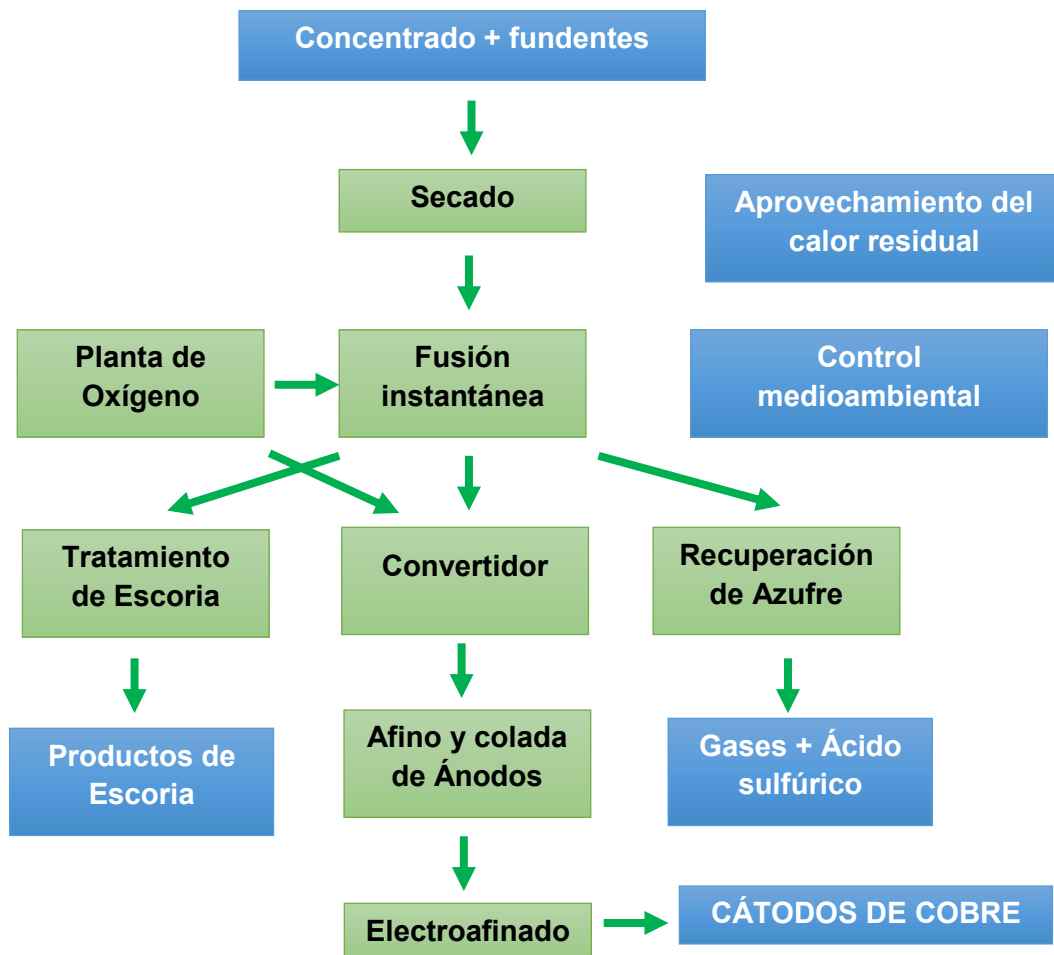 Concentrado + fundentes
Secado
Aprovechamiento del
calor residual
Planta de
Oxígeno
Fusión
instantánea
Control
medioambiental
Tratamiento
de Escoria
Convertidor
Recuperación
de Azufre
Productos de
Escoria
Afino y colada
de Ánodos
Gases + Ácido
sulfúrico
Electroafinado
CÁTODOS DE COBRE